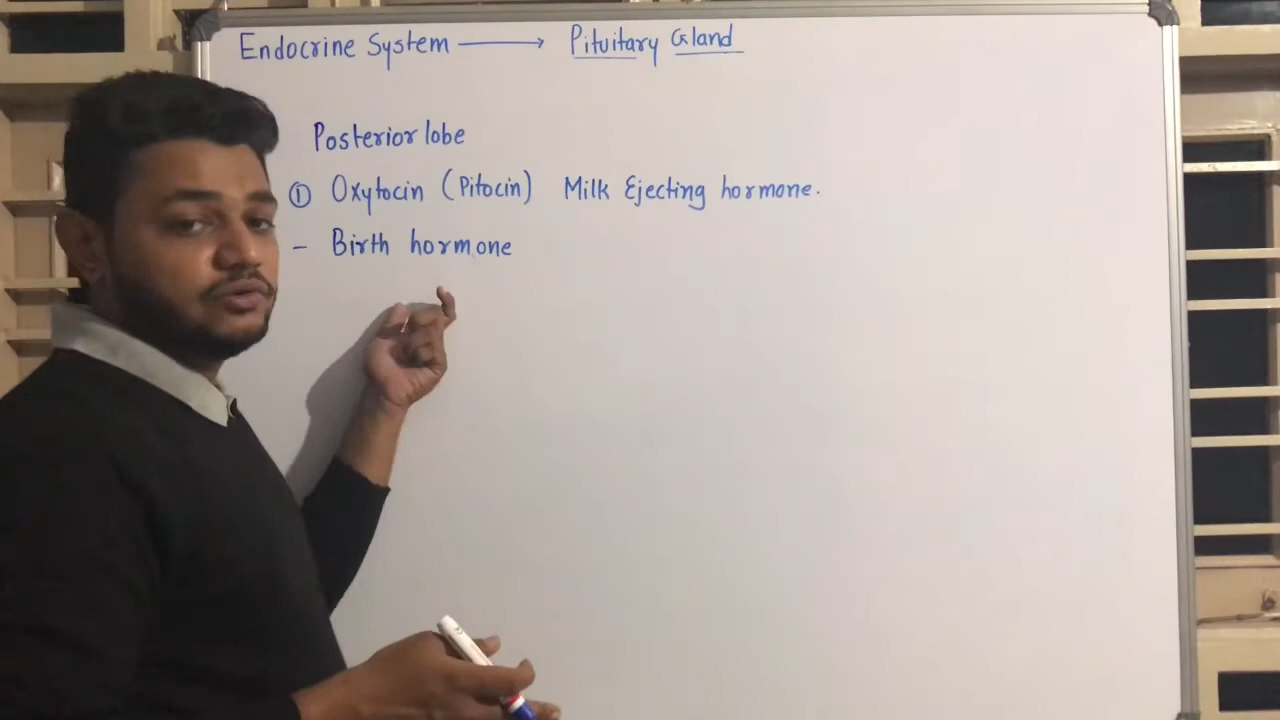 Endocrine System ⟶ Pituitary Gland
Posterior lobe
① Oxytocin (Pitocin) Milk Ejecting hormone.
- Birth hormone